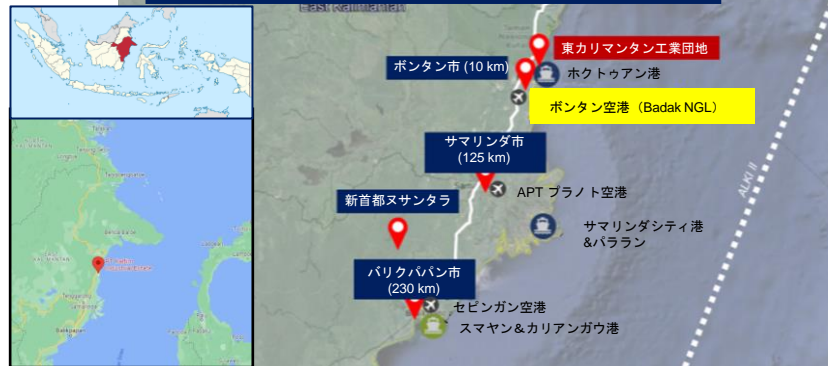 East Kalimantan
東カリマンタン工業団地
ボンタン市 (10 km)
ホクトゥアン港
ボンタン空港（Badak NGL）
サマリンダ市
(125 km)
APT プラノト空港
新首都ヌサンタラ
サマリンダシティ港
&パララン
バリクパパン市
(230 km)
セピンガン空港
スマヤン&カリアンガウ港
ALKI II